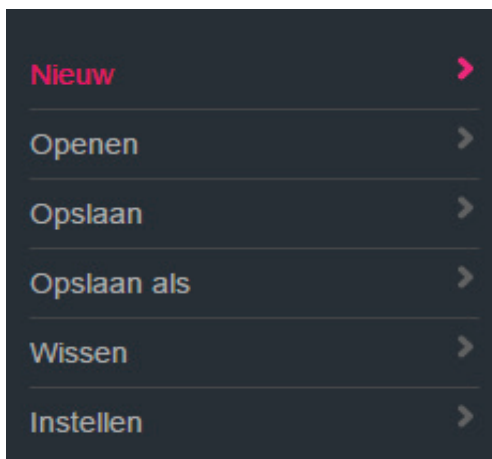 Nieuw
Openen
Opslaan
Opslaan als
Wissen
Instellen